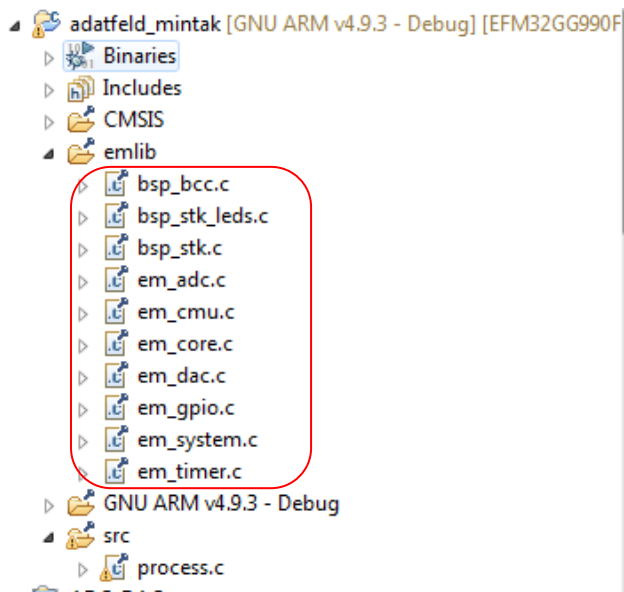 adatfeld_mintak [GNU ARM v4.9.3 - Debug] [EFM32GG990F
Binaries
Includes
CMSIS
emlib
bsp_bcc.c
bsp_stk_leds.c
bsp_stk.c
em_adc.c
em_cmu.c
em_core.c
em_dac.c
em_gpio.c
em_system.c
em_timer.c
GNU ARM v4.9.3 - Debug
src
process.c